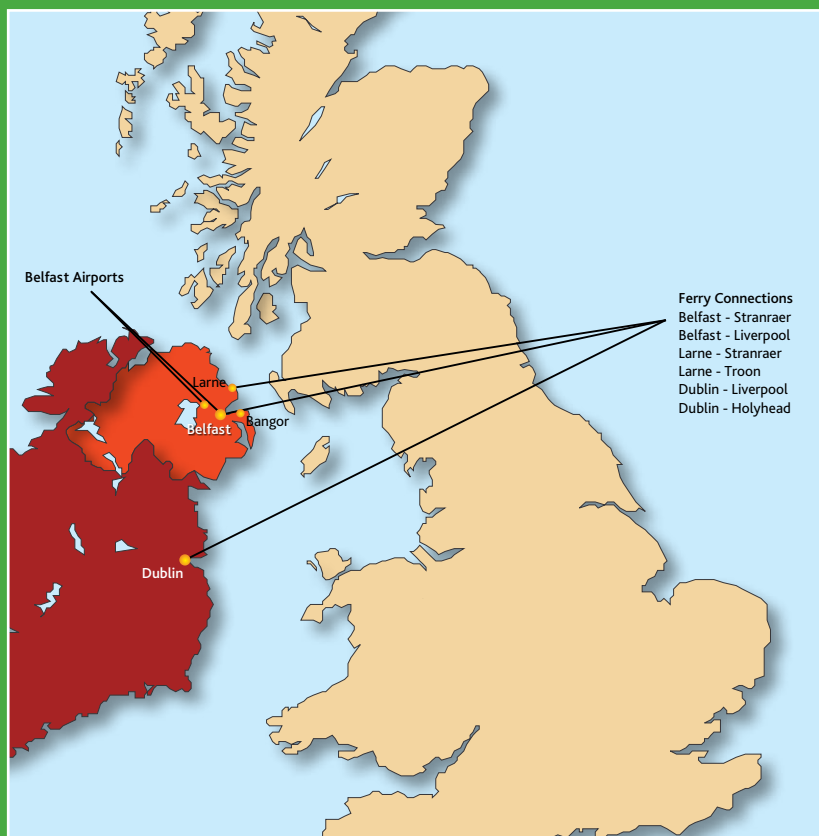 Belfast Airports
Ferry Connections
Belfast - Stranraer
Belfast - Liverpool
Larne - Stranraer
Larne - Troon
Dublin - Liverpool
Dublin - Holyhead
Larne
Bangor
Belfast
Dublin